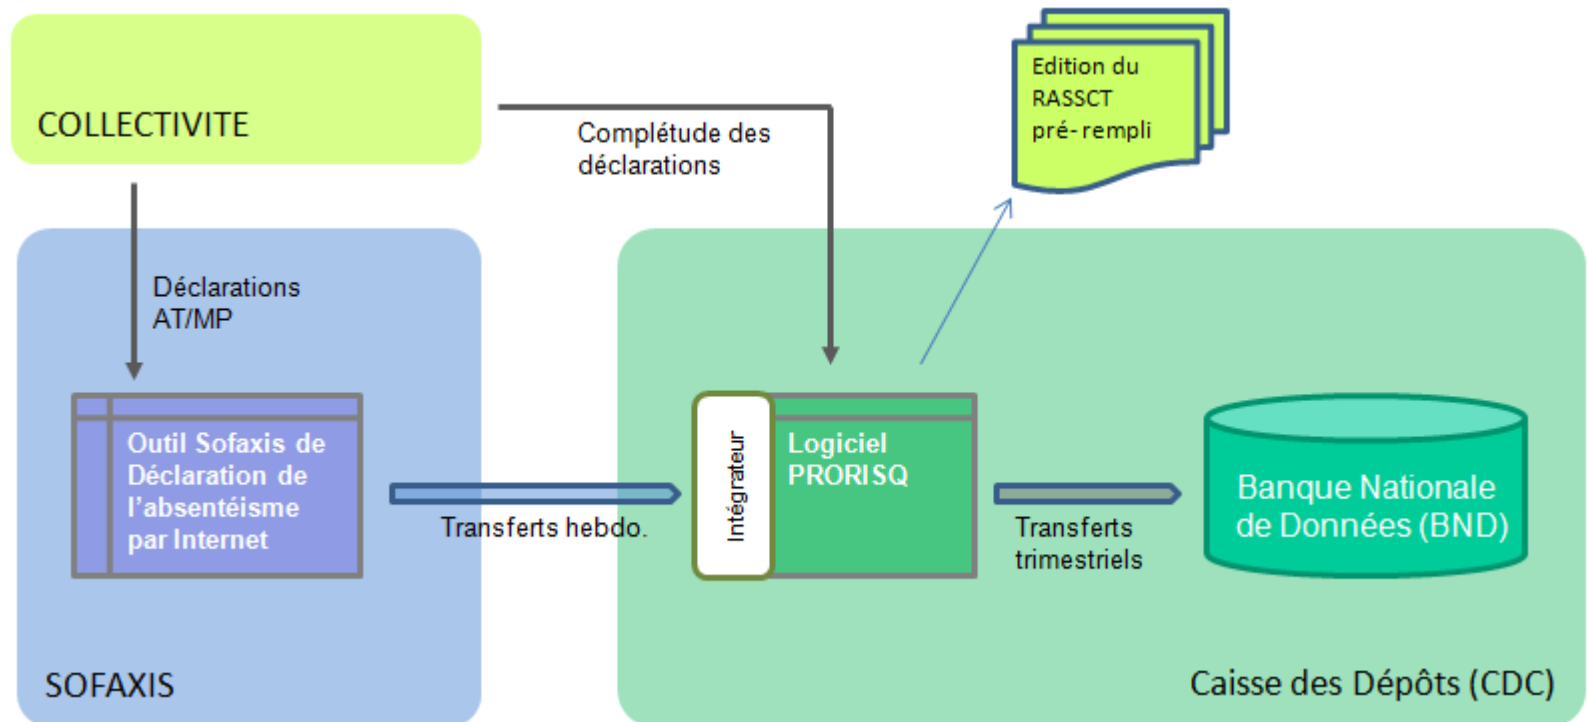 COLLECTIVITE
Complétude des
déclarations
Edition du
RASSCT
pré- rempli
Déclarations
AT/MP
Outil Sofaxis de
Déclaration de
l’absentéisme
par Internet
Transferts hebdo.
Intégrateur
Logiciel
PRORISQ
Transferts
trimestriels
Banque Nationale
de Données (BND)
SOFAXIS
Caisse des Dépôts (CDC)